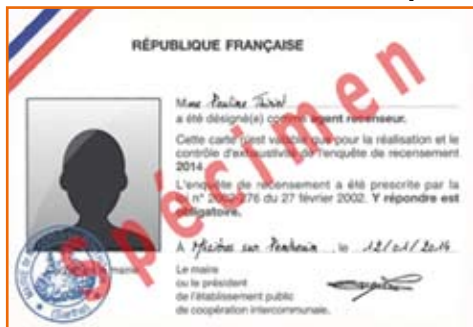 RÉPUBLIQUE FRANÇAISE
Mme Pauline
a été désigné(e) comme agent recenseur.
Cette carte n'est valable que pour la réalisation et le
contrôle d'exhaustivité de l'enquête de recensement
2014
L'enquête de recensement a été prescrite par la
loi n° 2002-276 du 27 février 2002. Y répondre est
obligatoire.
A sur le 12/01/2014
Le maire
ou le président
de l'établissement public
de coopération intercommunale.
Spécimen
(Sarthe)